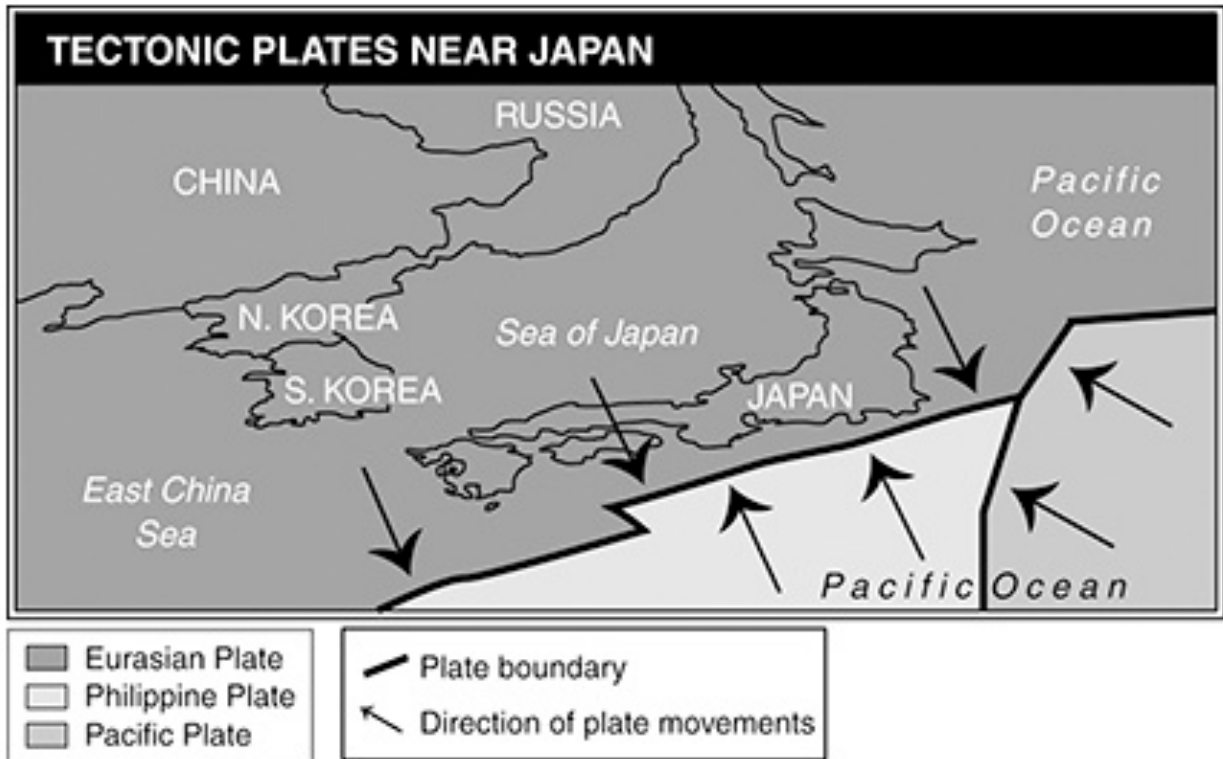 TECTONIC PLATES NEAR JAPAN
RUSSIA
CHINA
Pacific
Ocean
N. KOREA
Sea of Japan
S. KOREA
JAPAN
East China
Sea
Pacific Ocean
Eurasian Plate
Philippine Plate
Pacific Plate
Plate boundary
Direction of plate movements